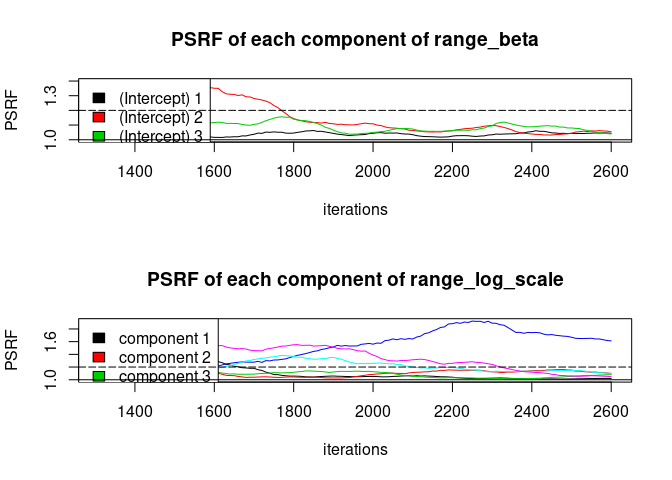 PSRF of each component of range_beta
PSRF
1.0 1.3
(Intercept) 1
(Intercept) 2
(Intercept) 3
1400 1600 1800 2000 2200 2400 2600
iterations
PSRF of each component of range_log_scale
PSRF
1.0 1.6
component 1
component 2
component 3
1400 1600 1800 2000 2200 2400 2600
iterations